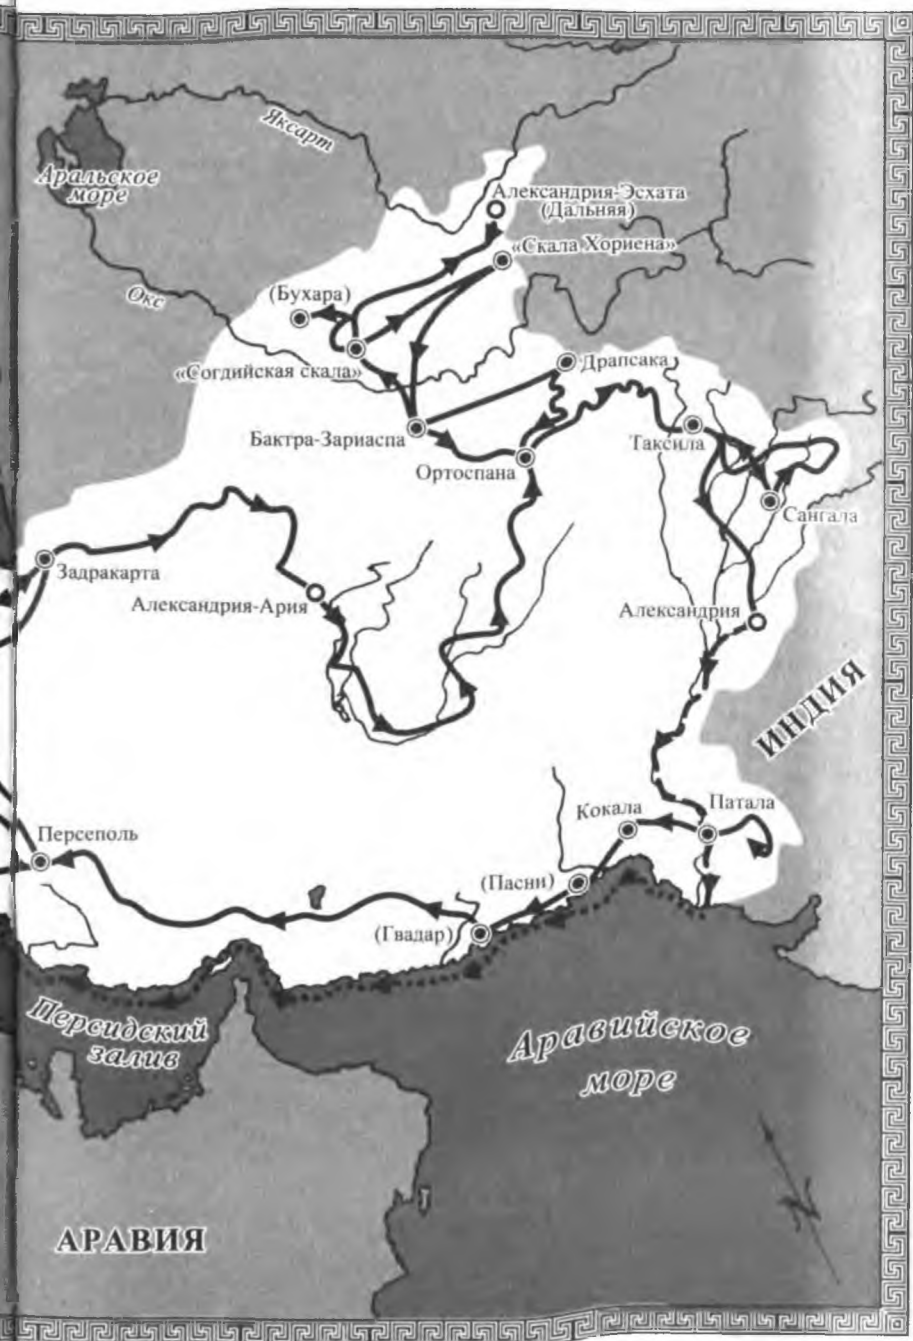 Яксарт
Аральское
море
Александрия-Эсхата
(Дальняя)
«Скала Хориена»
Окс
(Бухара)
«Согдийская скала»
Драпсака
Бактра-Зариаспа
Ортоспана
Таксила
Сангала
Задракарта
Александрия-Ария
Александрия
ИНДИЯ
Персеполь
Кокала
Патала
(Пасни)
(Гвадар)
Персидский
залив
Аравийское
море
АРАВИЯ